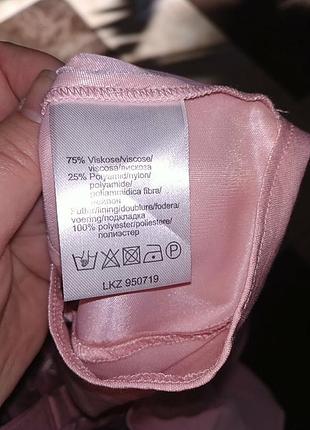 75% Viskose/viscose/
viscosa/вискоза
25% Polyamid/nylon/
polyamide/
poliammidica fibra/
нейлон
Futter/lining/doublure/fodera/
voering/подкладка
100% polyester/poliestere/
полиэстер
P
LKZ 950719